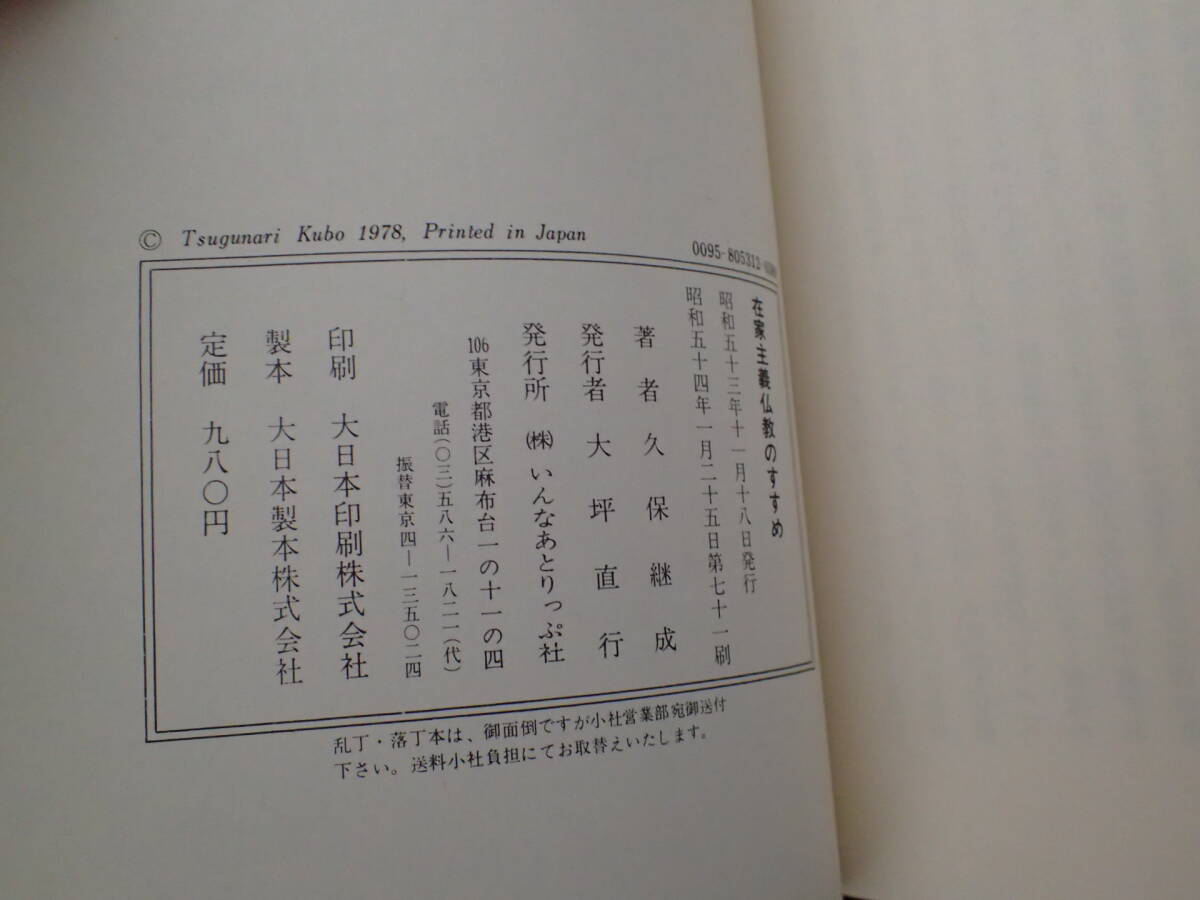 © Tsugunari Kubo 1978, Printed in Japan
0095-805313-
在家主義仏教のすすめ
昭和五十三年十一月十八日発行
昭和五十四年一月二十五日第七十一刷
著者 久保継成
発行者 大坪直行
発行所 ㈱いんなあとりっぷ社
106 東京都港区麻布台一の十一の四
電話(〇三)五八六―一八二一(代)
振替東京四―一三五〇二四
印刷 大日本印刷株式会社
製本 大日本製本株式会社
定価 九八〇円
乱丁・落丁本は、御面倒ですが小社営業部宛御送付
下さい。送料小社負担にてお取替えいたします。